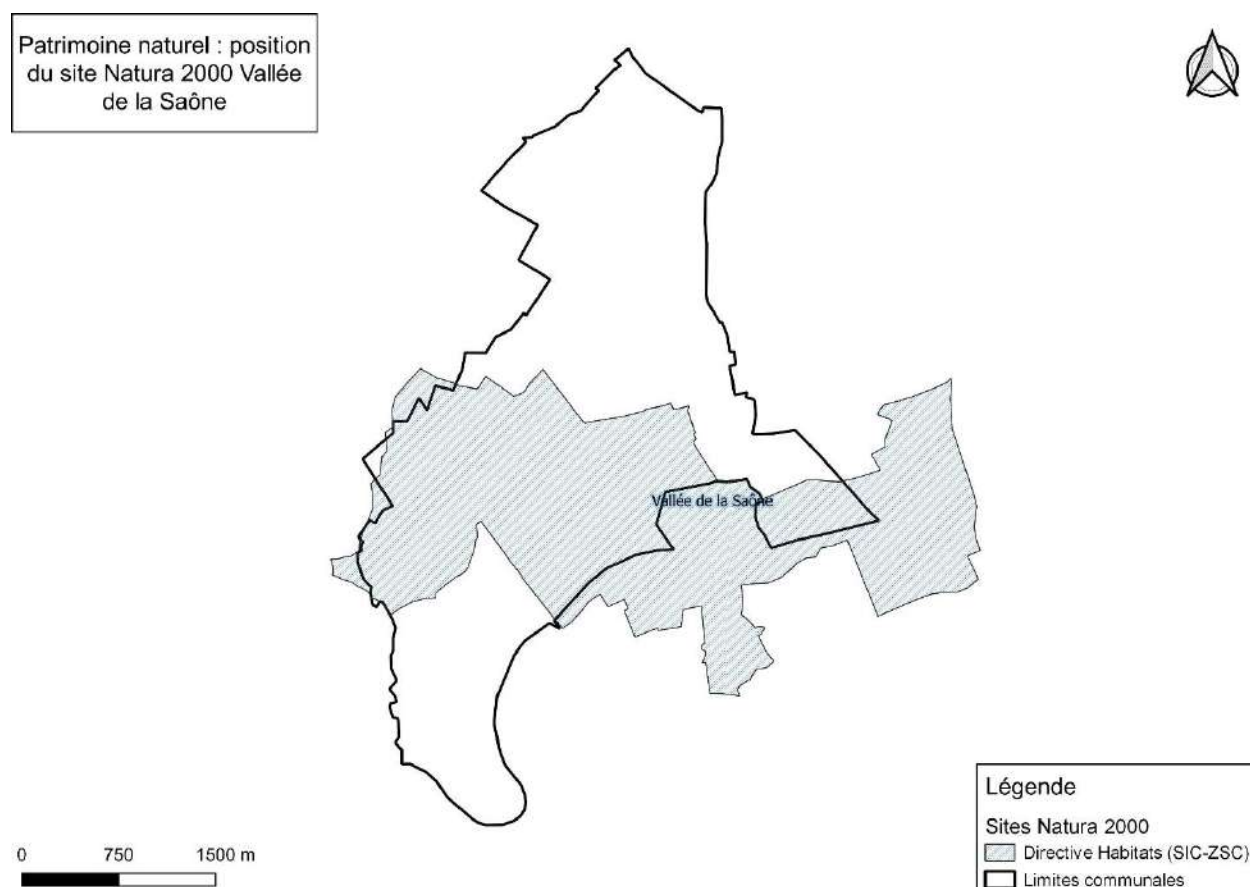 Patrimoine naturel : position
du site Natura 2000 Vallée
de la Saône
Vallée de la Saône
0 750 1500 m
Légende
Sites Natura 2000
Directive Habitats (SIC-ZSC)
Limites communales